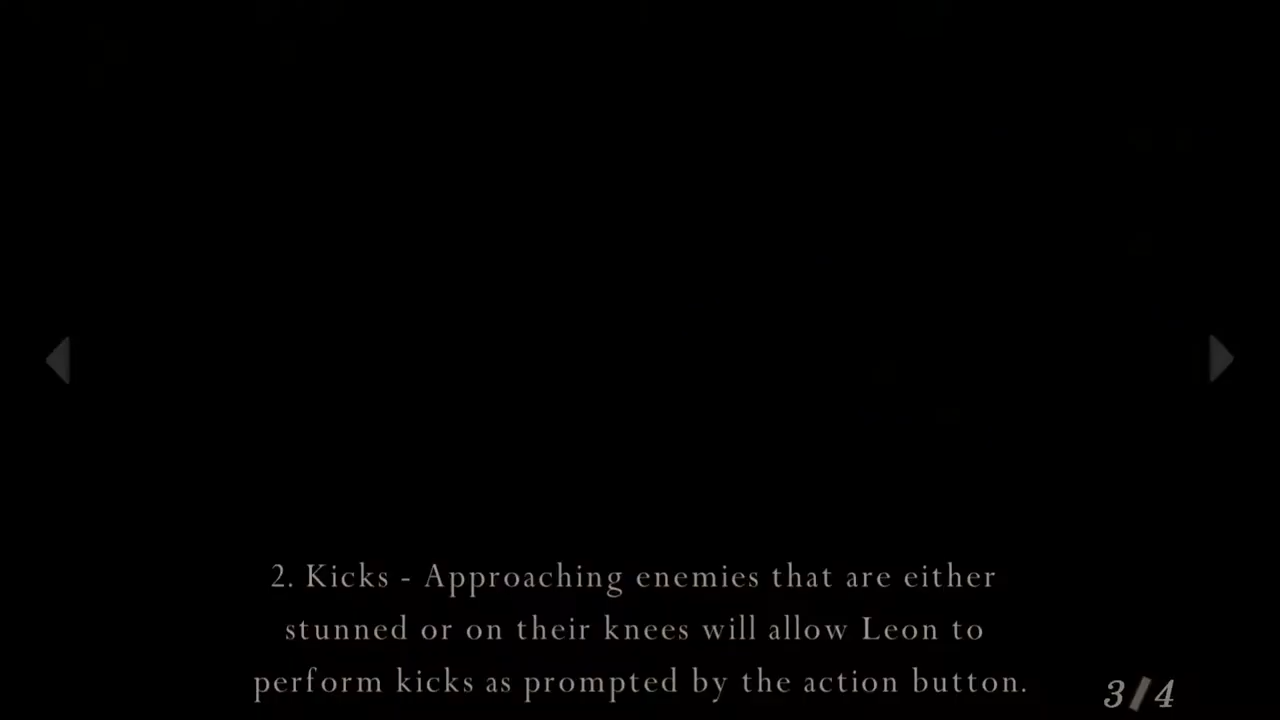 2. Kicks - Approaching enemies that are either
stunned or on their knees will allow Leon to
perform kicks as prompted by the action button.
3/4